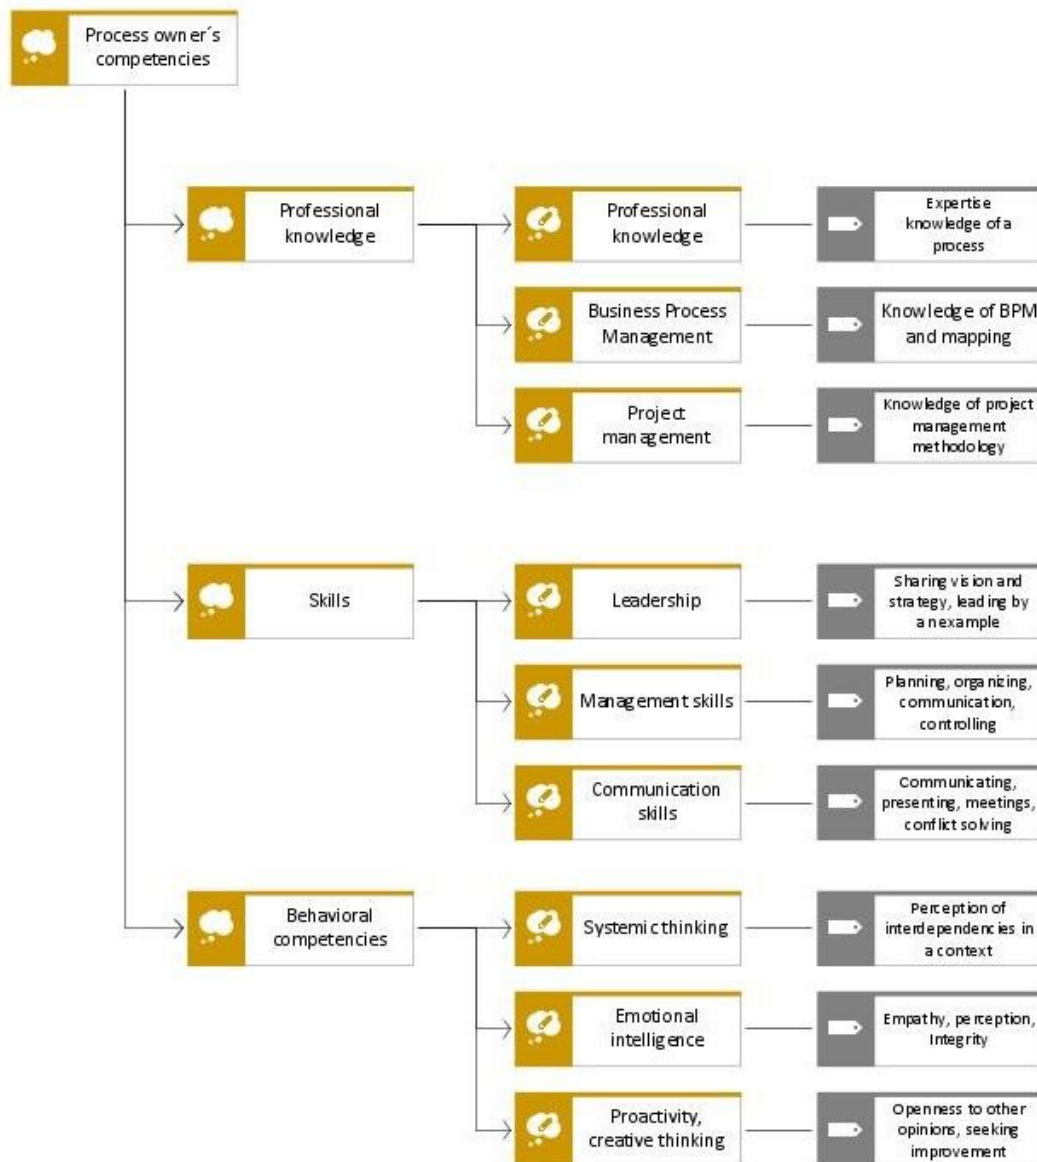 Process owner´s
competencies
Professional
knowledge
Professional
knowledge
Expertise
knowledge of a
process
Business Process
Management
Knowledge of BPM
and mapping
Project
management
Knowledge of project
management
methodology
Skills
Leadership
Sharing vision and
strategy, leading by
an example
Management skills
Planning, organizing,
communication,
controlling
Communication
skills
Communicating,
presenting, meetings,
conflict solving
Behavioral
competencies
Systemic thinking
Perception of
interdependencies in
a context
Emotional
intelligence
Empathy, perception,
Integrity
Proactivity,
creative thinking
Openness to other
opinions, seeking
improvement